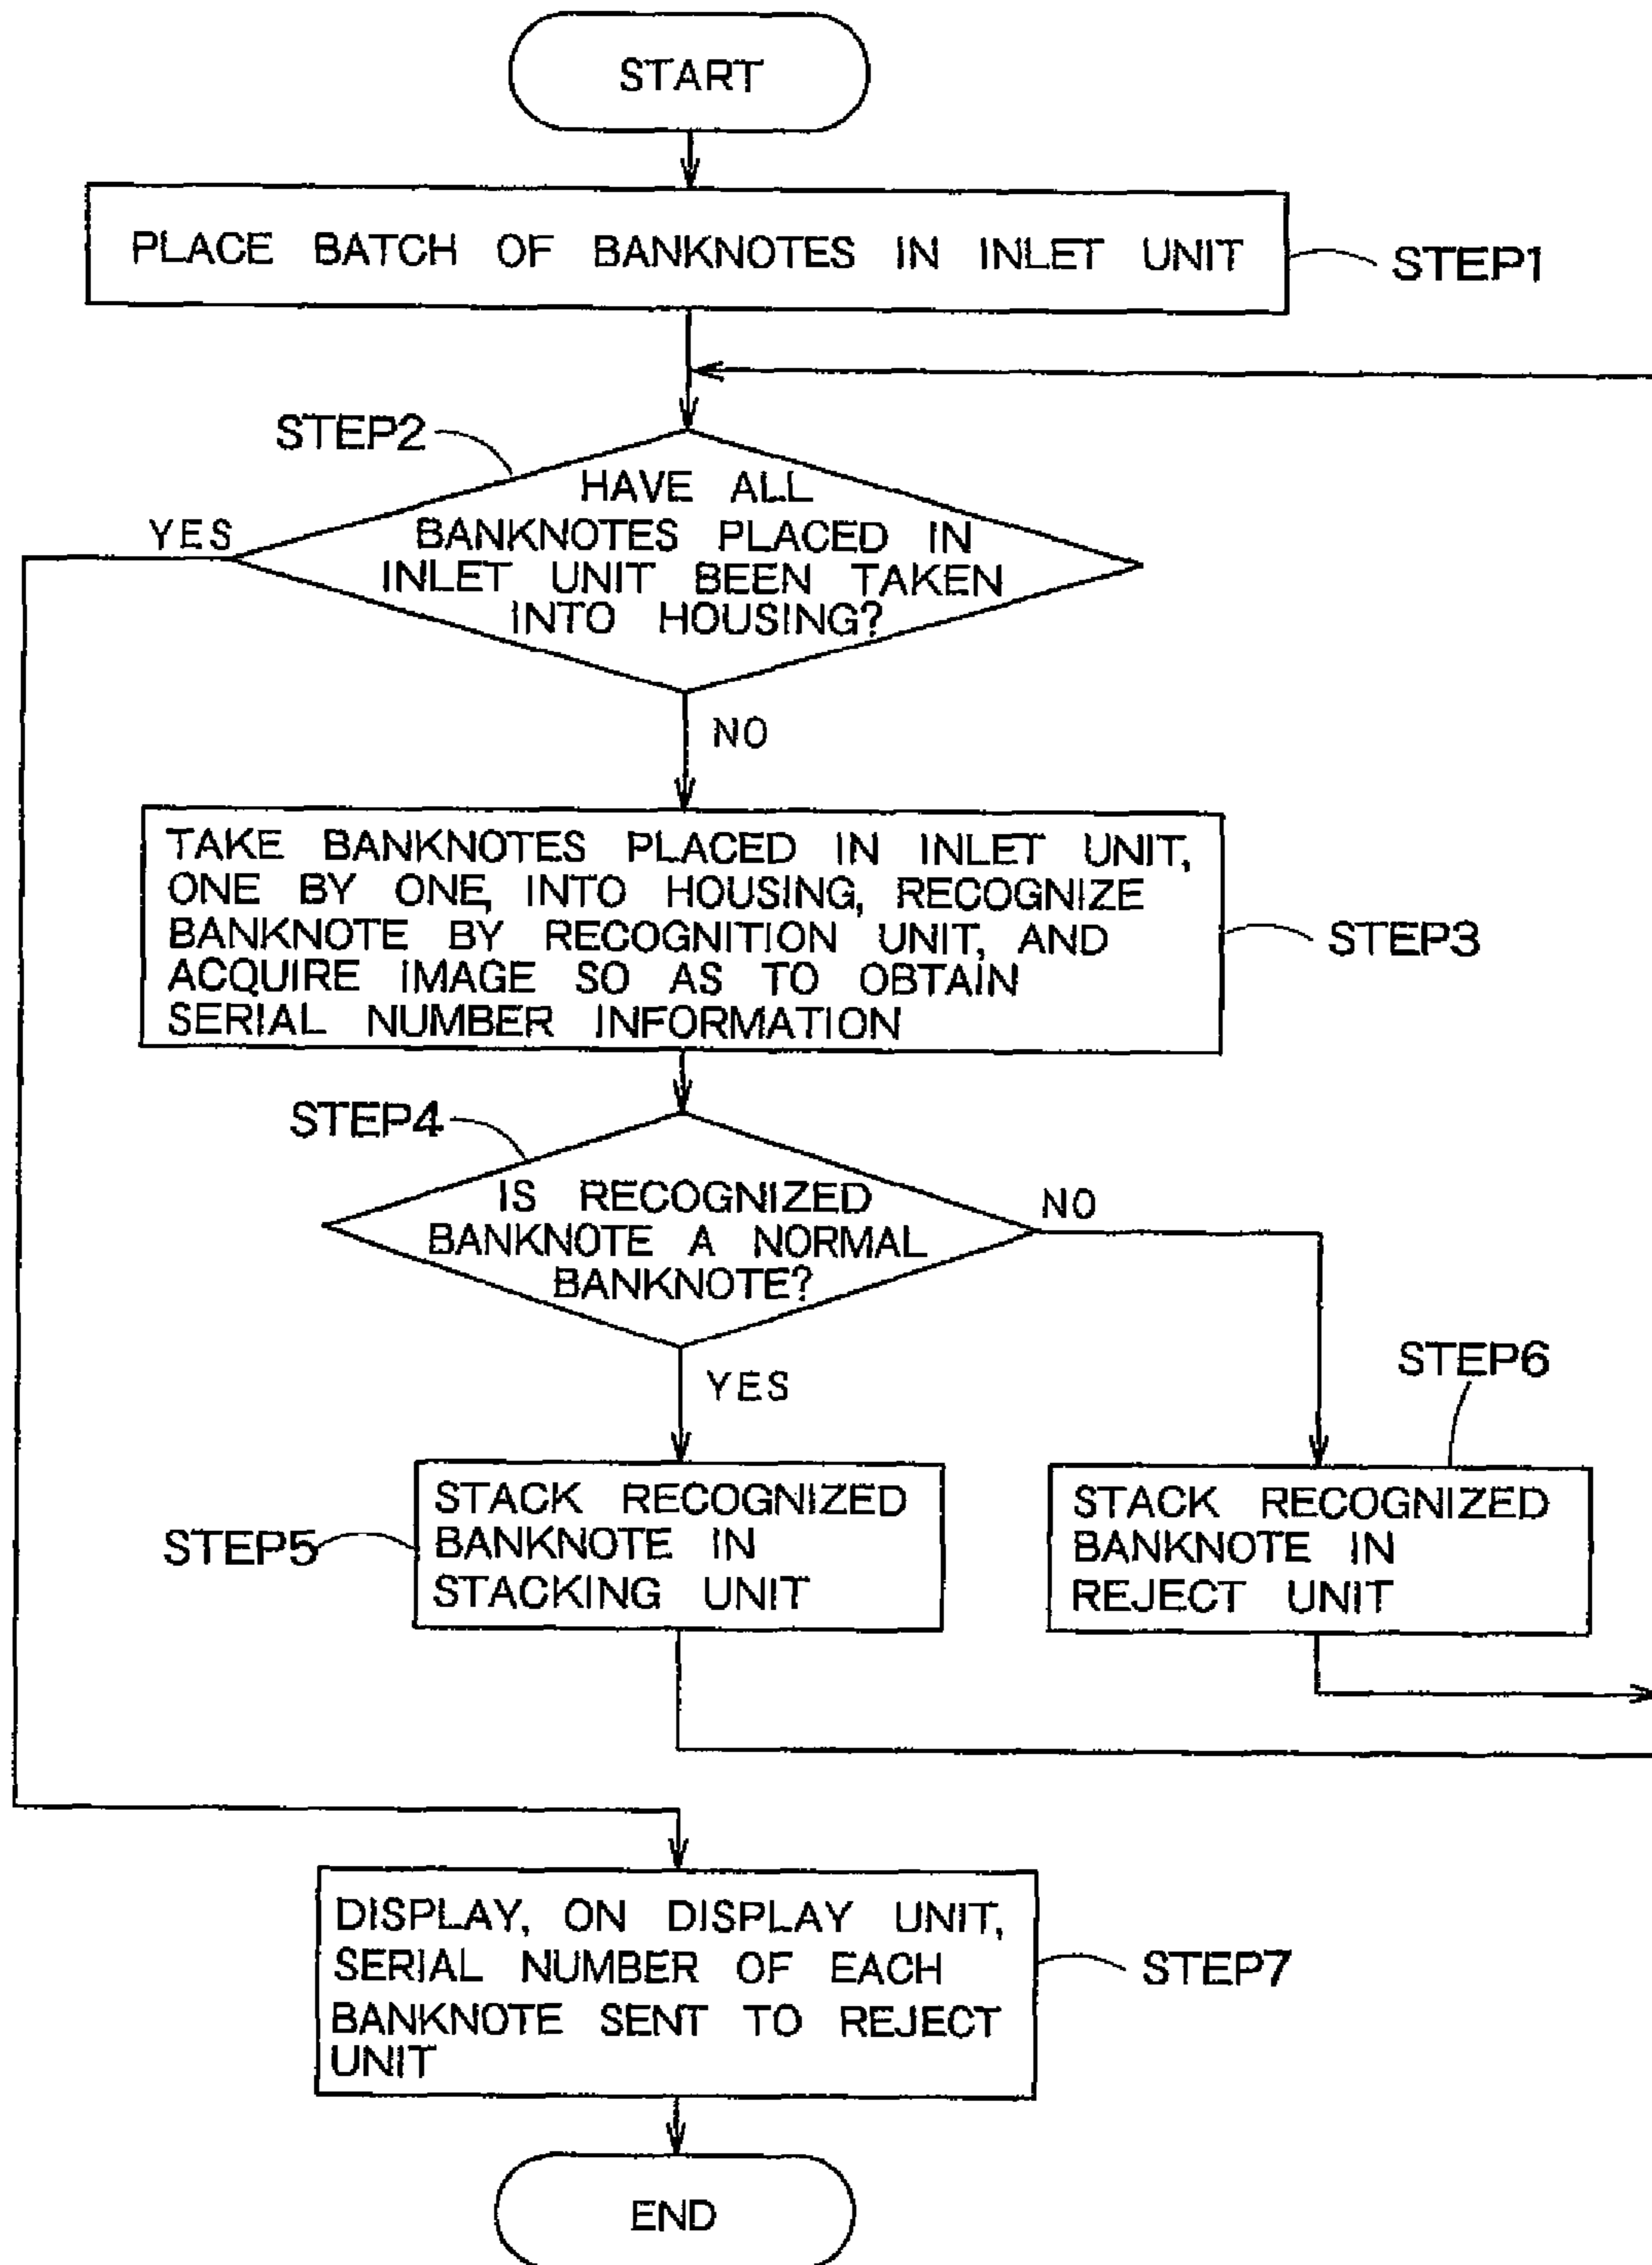 START
PLACE BATCH OF BANKNOTES IN INLET UNIT
STEP1
STEP2
HAVE ALL
BANKNOTES PLACED IN
INLET UNIT BEEN TAKEN
INTO HOUSING?
YES
NO
TAKE BANKNOTES PLACED IN INLET UNIT,
ONE BY ONE, INTO HOUSING, RECOGNIZE
BANKNOTE BY RECOGNITION UNIT, AND
ACQUIRE IMAGE SO AS TO OBTAIN
SERIAL NUMBER INFORMATION
STEP3
STEP4
IS RECOGNIZED
BANKNOTE A NORMAL
BANKNOTE?
NO
YES
STEP5
STACK RECOGNIZED
BANKNOTE IN
STACKING UNIT
STEP6
STACK RECOGNIZED
BANKNOTE IN
REJECT UNIT
DISPLAY, ON DISPLAY UNIT,
SERIAL NUMBER OF EACH
BANKNOTE SENT TO REJECT
UNIT
STEP7
END